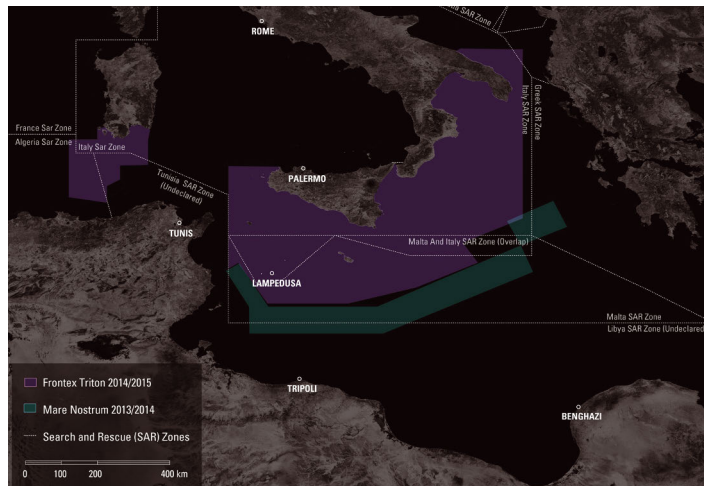 ROME
SAR Zone
France Sar Zone
Algeria Sar Zone
Italy Sar Zone
Tunisia SAR Zone
(Undeclared)
Italy SAR Zone
Greek SAR Zone
PALERMO
TUNIS
Malta And Italy SAR Zone (Overlap)
LAMPEDUSA
Malta SAR Zone
Libya SAR Zone (Undeclared)
TRIPOLI
BENGHAZI
Frontex Triton 2014/2015
Mare Nostrum 2013/2014
Search and Rescue (SAR) Zones
0 100 200 400 km